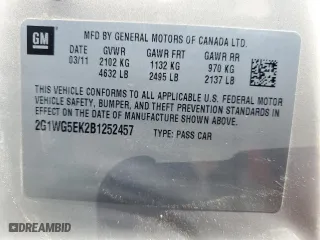 GM
MFD BY GENERAL MOTORS OF CANADA LTD.
DATE GVWR GAWR FRT GAWR RR
03/11 2102 KG 1132 KG 970 KG
4632 LB 2495 LB 2137 LB
THIS VEHICLE CONFORMS TO ALL APPLICABLE U.S. FEDERAL MOTOR
VEHICLE SAFETY, BUMPER, AND THEFT PREVENTION STANDARDS IN
EFFECT ON THE DATE OF MANUFACTURE SHOWN ABOVE.
2G1WG5EK2B1252457 TYPE: PASS CAR
EPICVIN